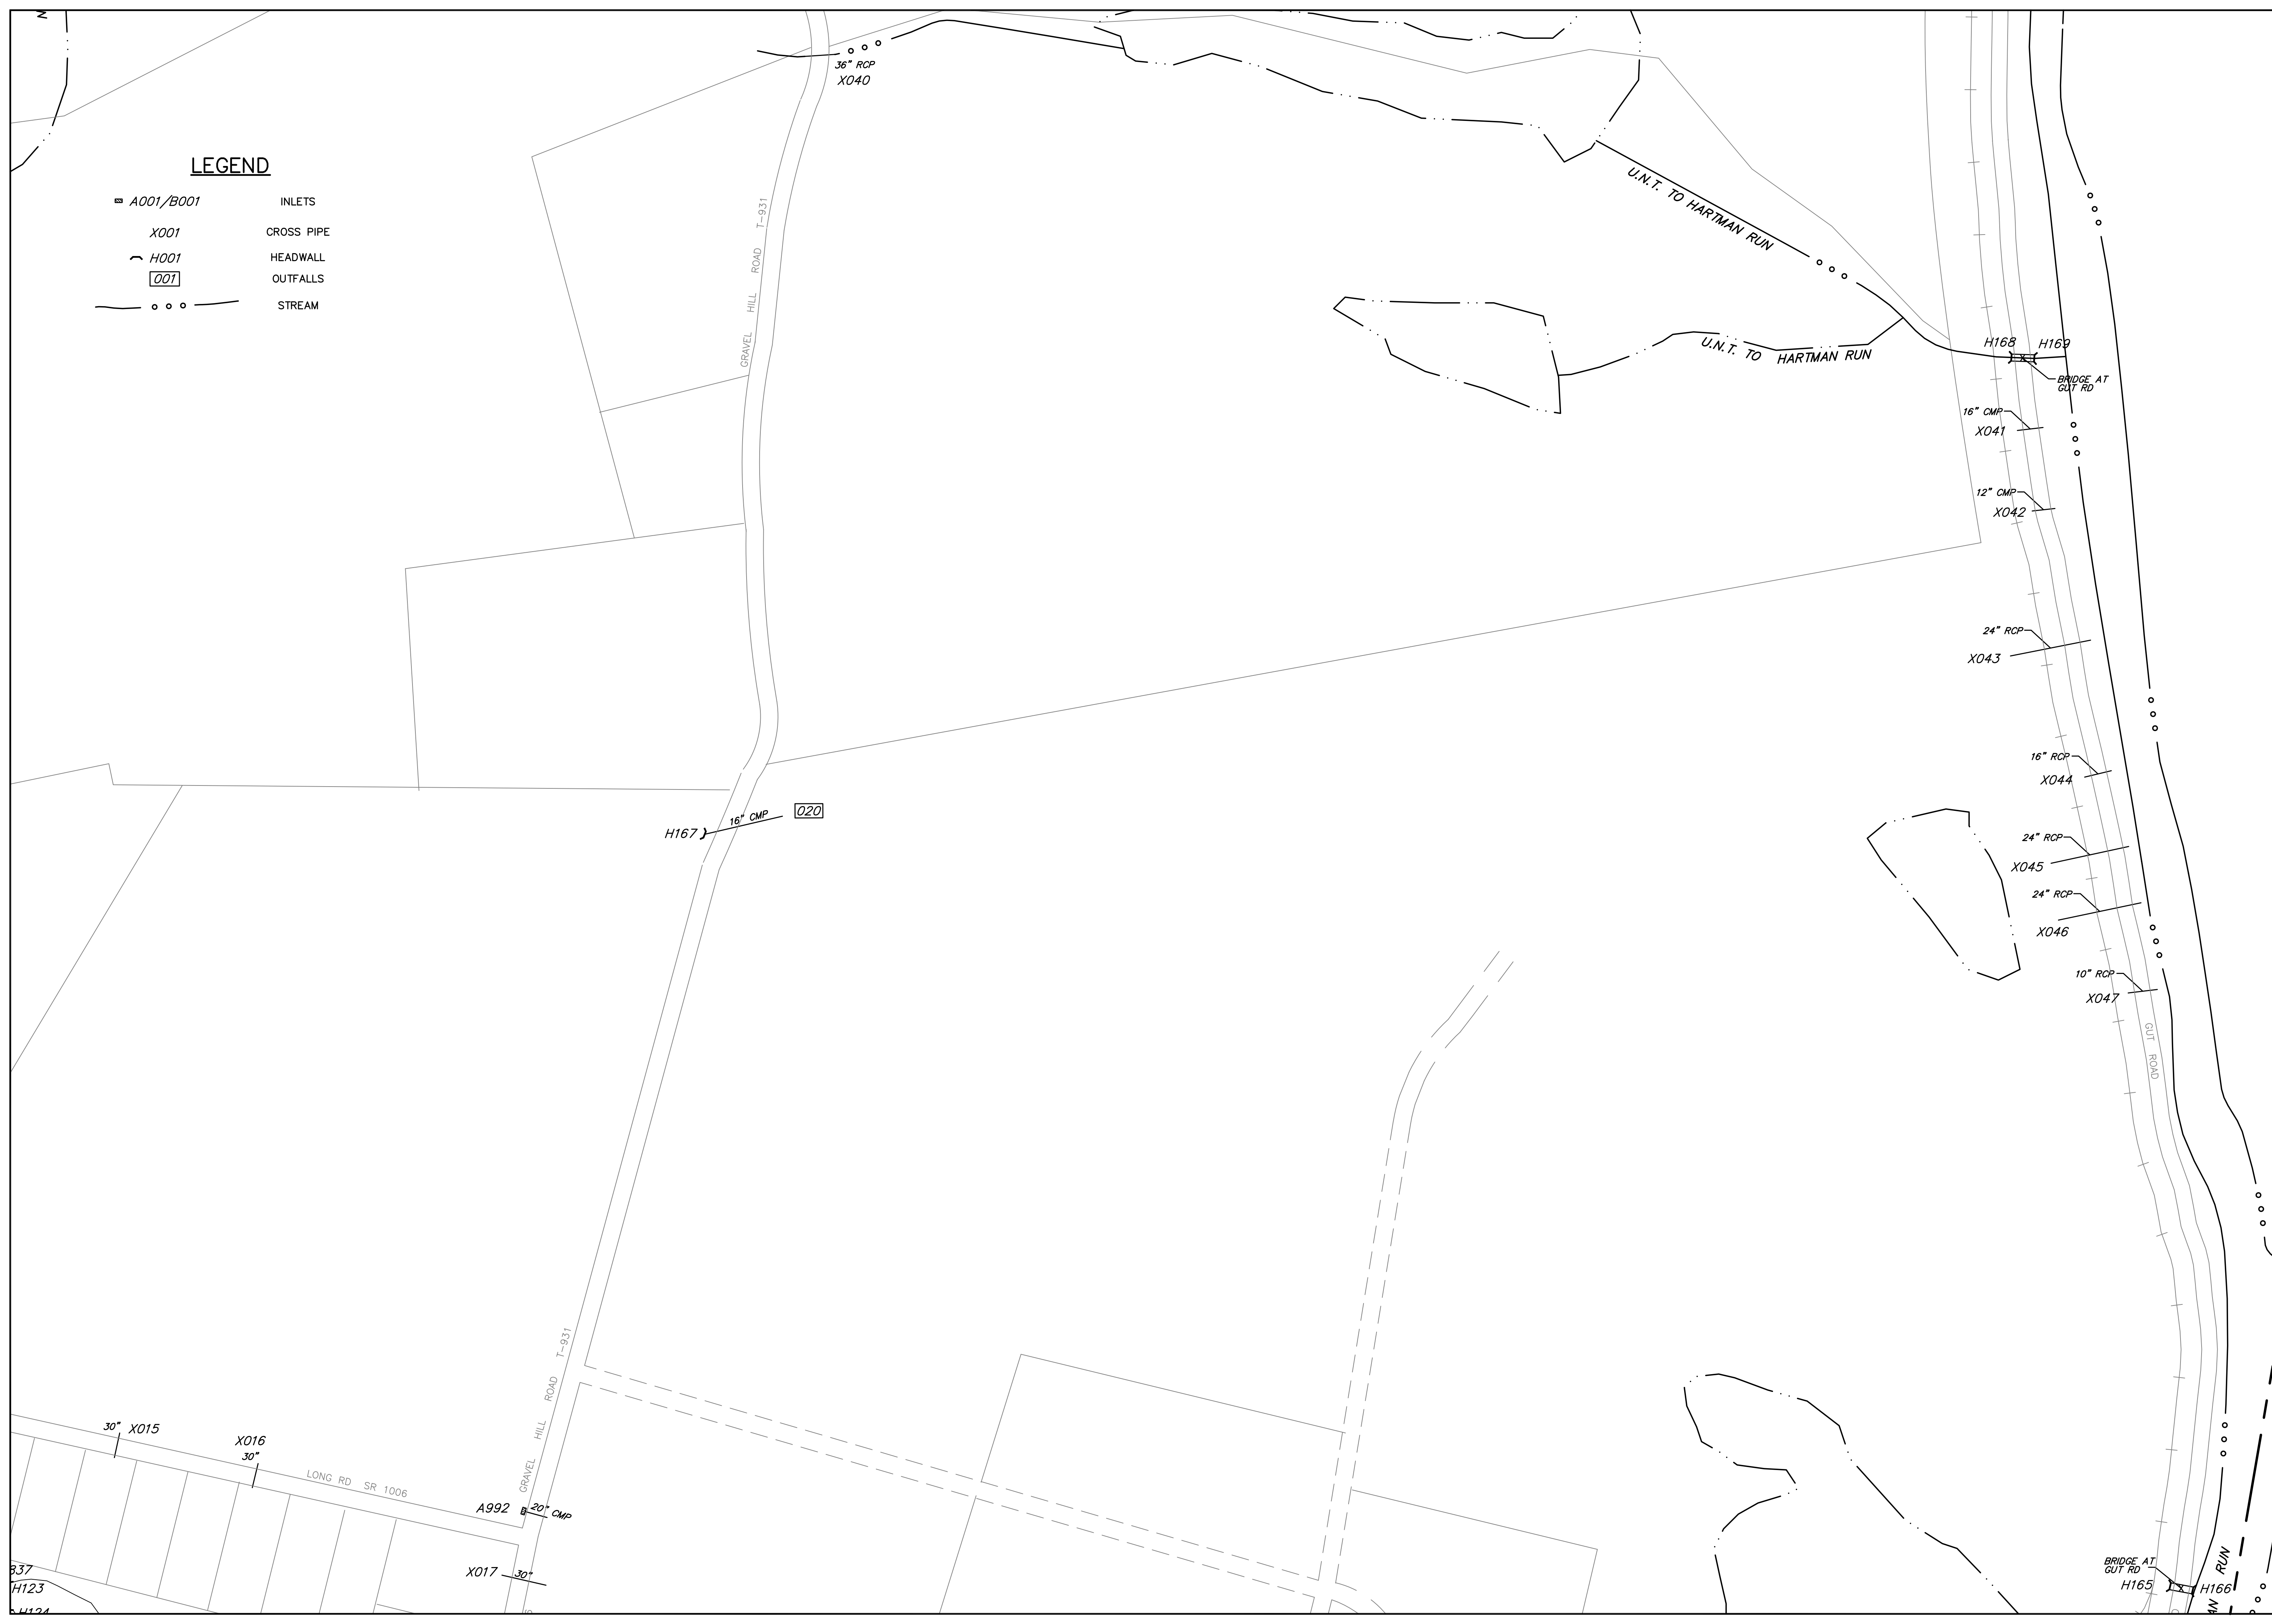 36" RCP
X040
LEGEND
A001/B001 INLETS
X001 CROSS PIPE
H001 HEADWALL
001 OUTFALLS
STREAM
GRAVEL HILL ROAD T-931
U.N.T. TO HARTMAN RUN
U.N.T. TO HARTMAN RUN
H168 H169
BRIDGE AT
GUT RD
16" CMP
X041
12" CMP
X042
24" RCP
X043
16" RCP
X044
H167 16" CMP 020
24" RCP
X045
24" RCP
X046
10" RCP
X047
GUT ROAD
GRAVEL HILL ROAD T-931
30" X015
X016
30"
LONG RD SR 1006
A992 20" CMP
X017 30"
BRIDGE AT
GUT RD
H165 H166
RUN
H123